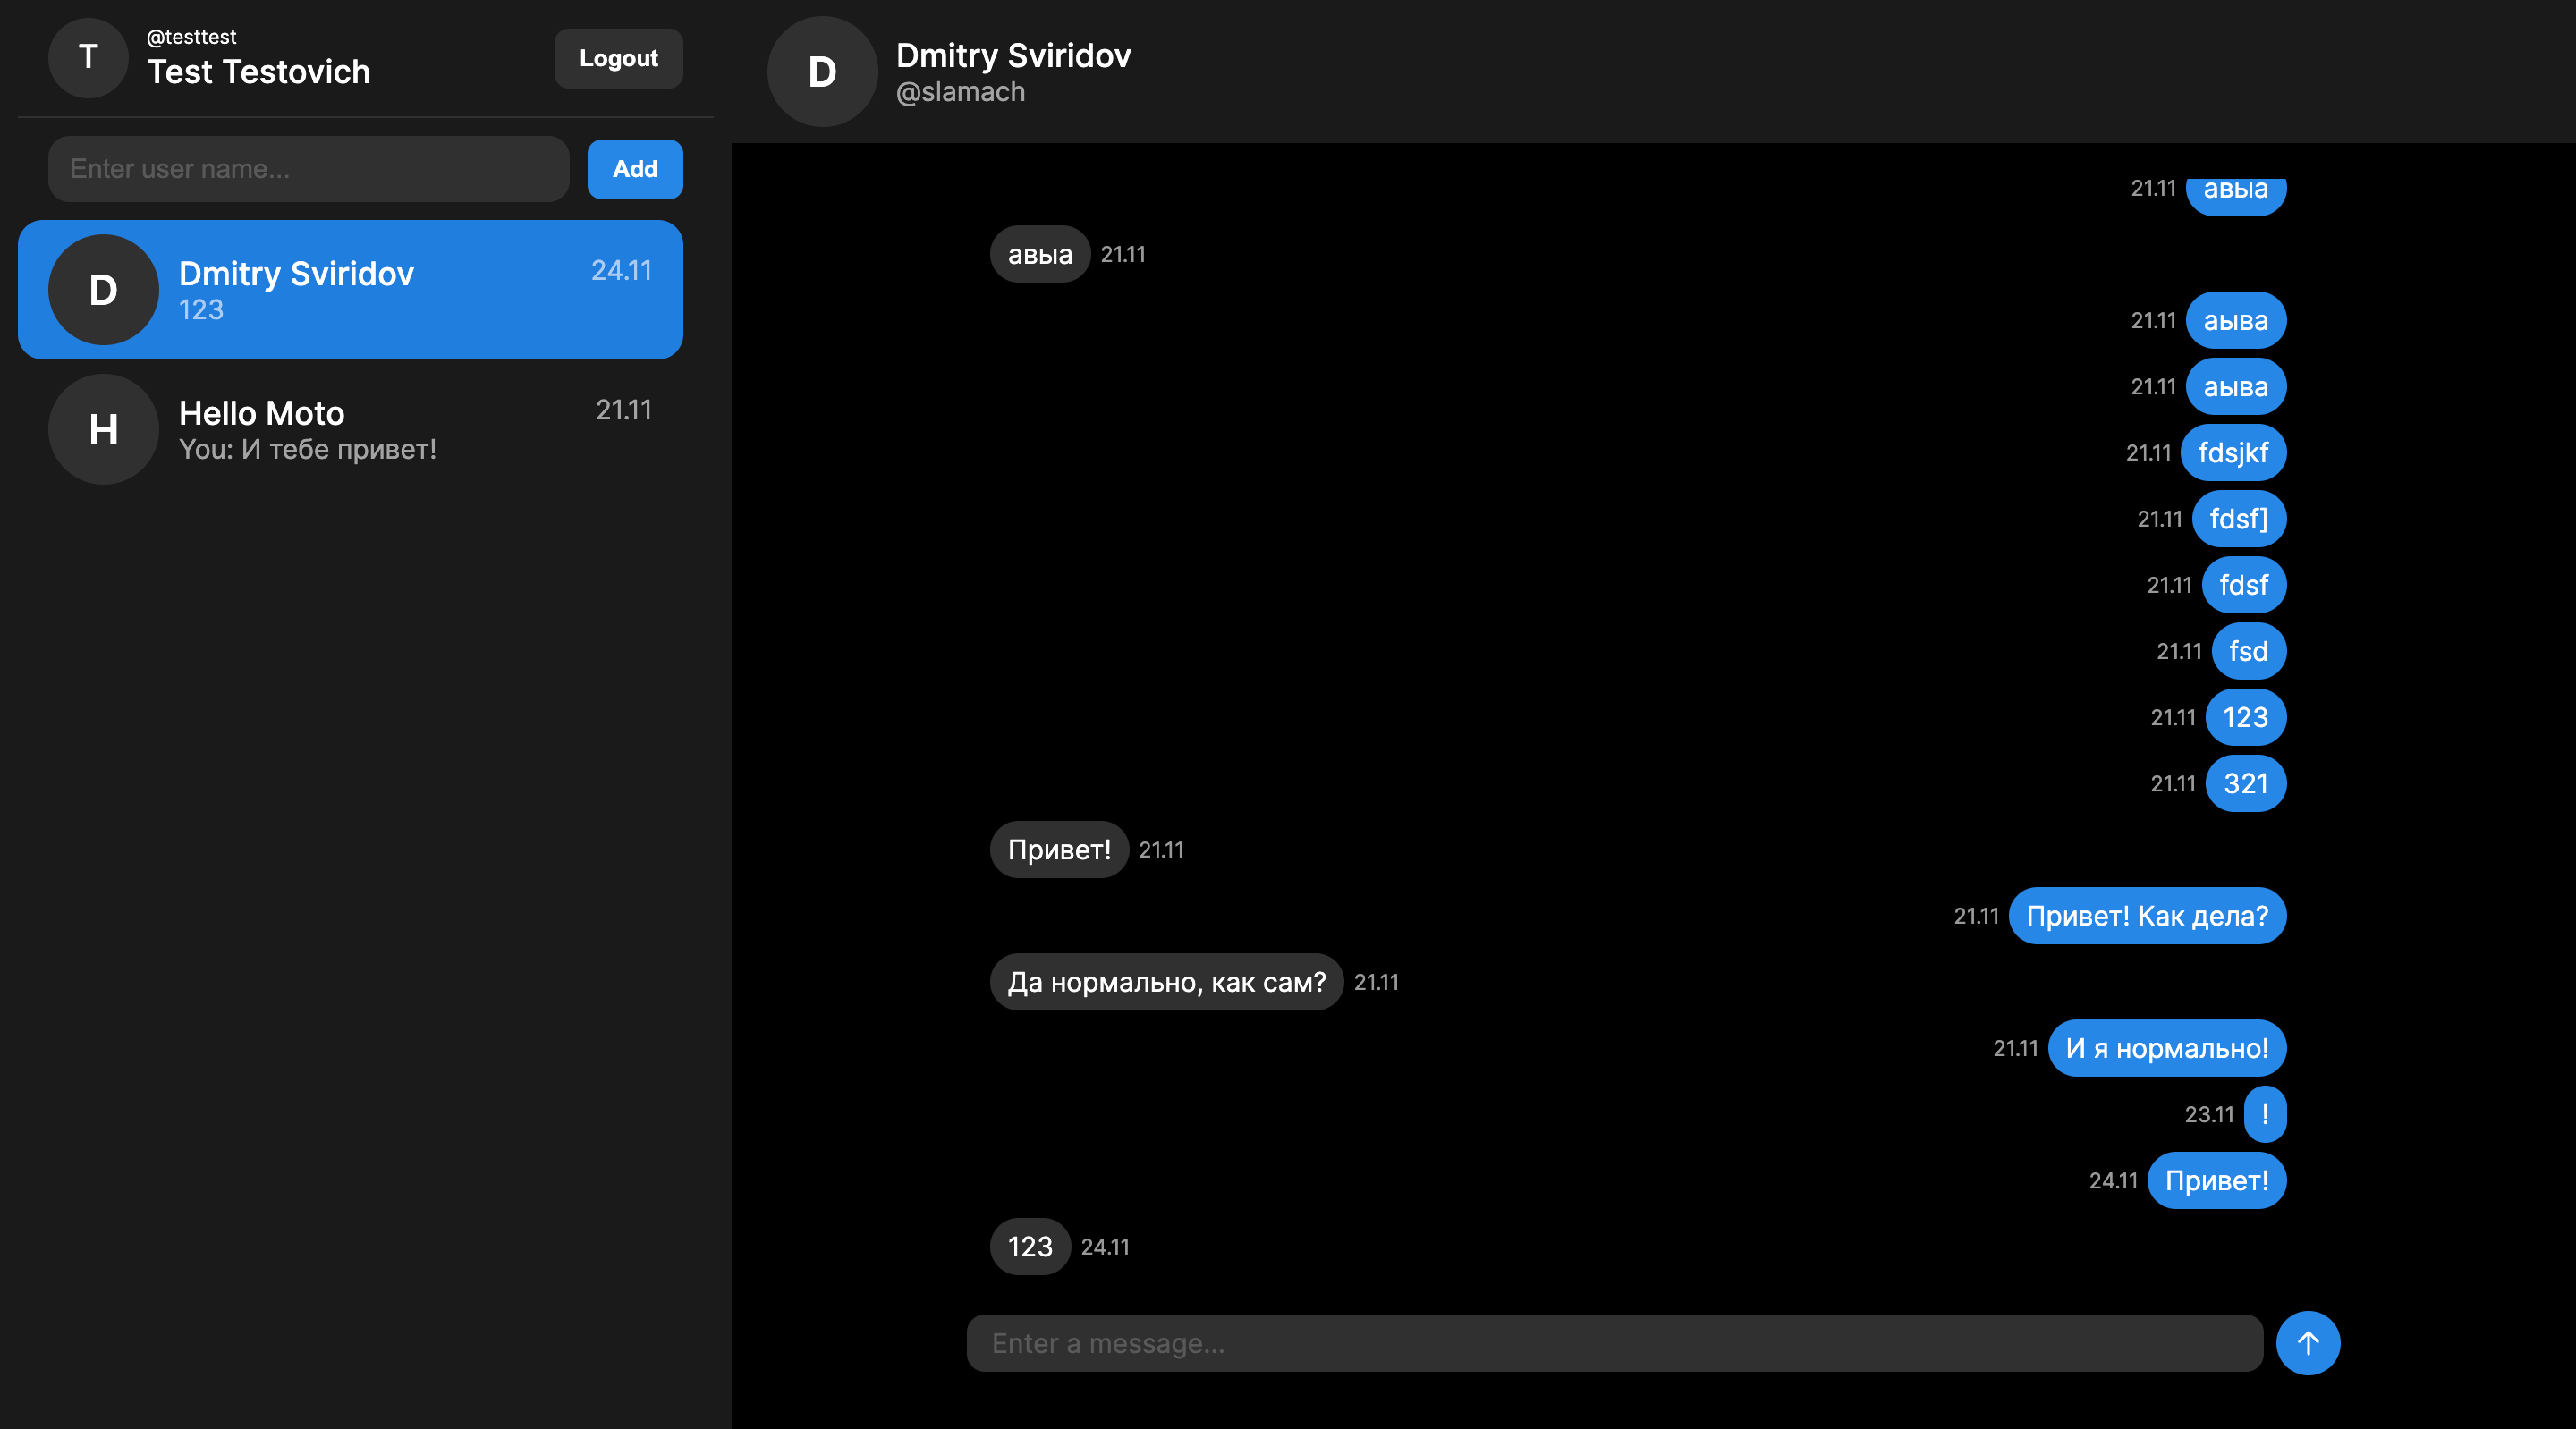 T
@testtest
Test Testovich
Logout
Enter user name...
Add
D
Dmitry Sviridov
24.11
123
H
Hello Moto
21.11
You: И тебе привет!
D
Dmitry Sviridov
@slamach
21.11 авыа
авыа 21.11
21.11 аыва
21.11 аыва
21.11 fdsjkf
21.11 fdsf]
21.11 fdsf
21.11 fsd
21.11 123
21.11 321
Привет! 21.11
21.11 Привет! Как дела?
Да нормально, как сам? 21.11
21.11 И я нормально!
23.11 !
24.11 Привет!
123 24.11
Enter a message...